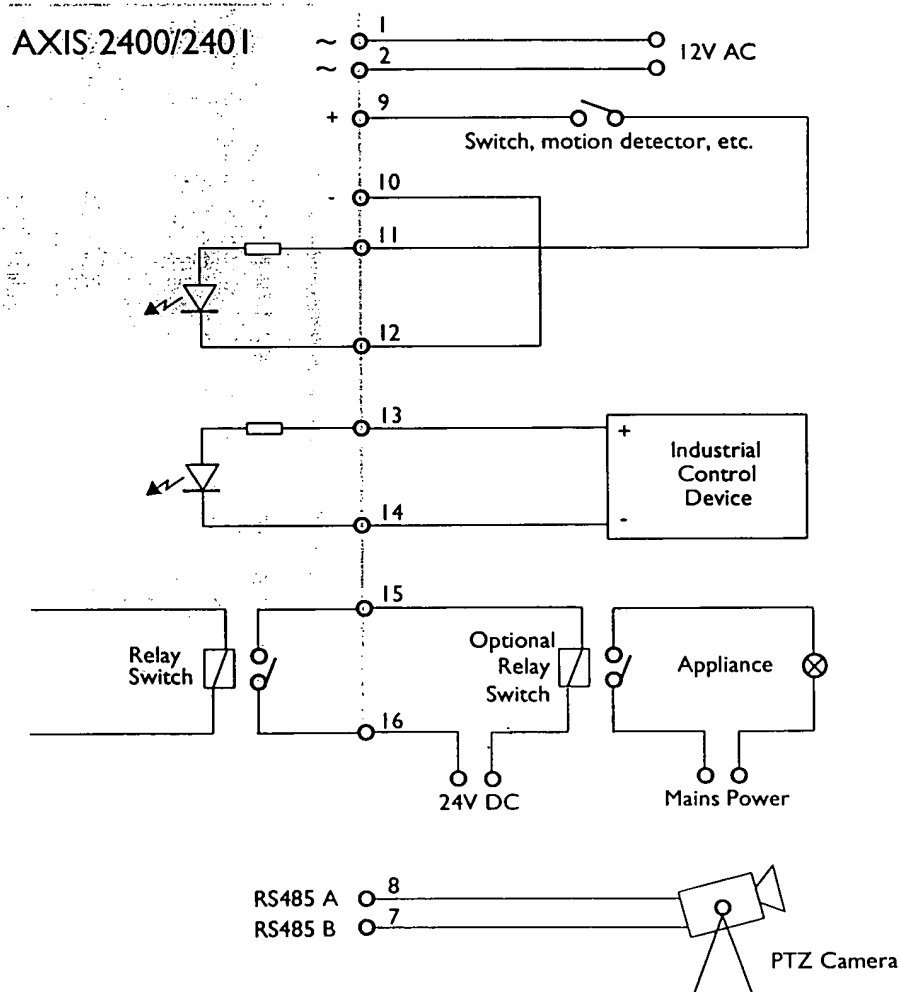 AXIS 2400/2401
~ 1
~ 2
12V AC
+ 9
Switch, motion detector, etc.
- 10
11
12
13
+
Industrial
Control
Device
14
-
15
Relay
Switch
Optional
Relay
Switch
Appliance
16
24V DC
Mains Power
RS485 A 8
RS485 B 7
PTZ Camera